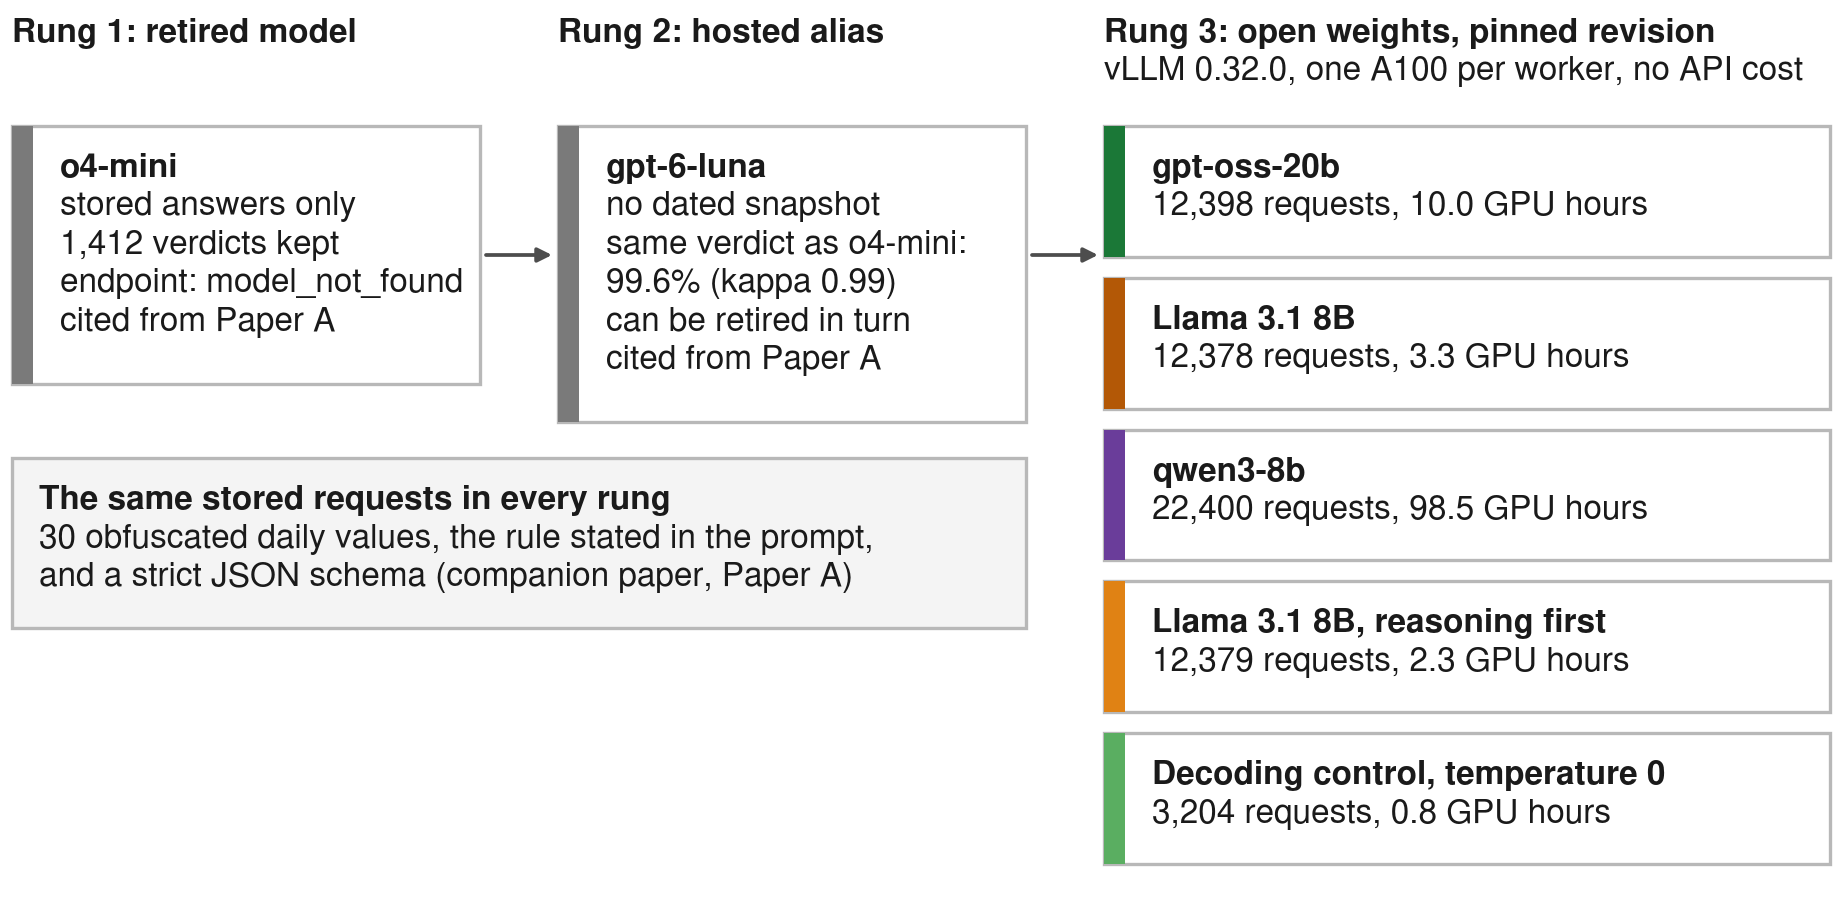 Rung 1: retired model
o4-mini
stored answers only
1,412 verdicts kept
endpoint: model_not_found
cited from Paper A
Rung 2: hosted alias
gpt-6-luna
no dated snapshot
same verdict as o4-mini:
99.6% (kappa 0.99)
can be retired in turn
cited from Paper A
The same stored requests in every rung
30 obfuscated daily values, the rule stated in the prompt,
and a strict JSON schema (companion paper, Paper A)
Rung 3: open weights, pinned revision
vLLM 0.32.0, one A100 per worker, no API cost
gpt-oss-20b
12,398 requests, 10.0 GPU hours
Llama 3.1 8B
12,378 requests, 3.3 GPU hours
qwen3-8b
22,400 requests, 98.5 GPU hours
Llama 3.1 8B, reasoning first
12,379 requests, 2.3 GPU hours
Decoding control, temperature 0
3,204 requests, 0.8 GPU hours